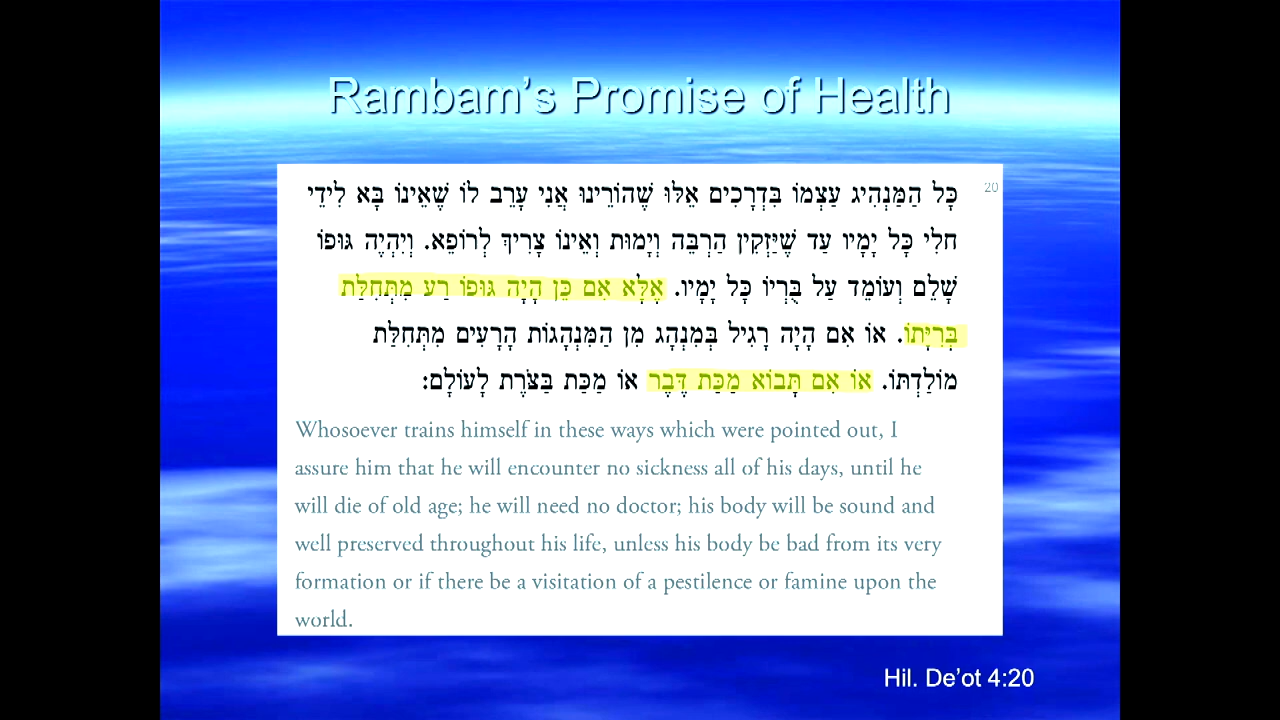 Rambam's Promise of Health
20
כָּל הַמַּנְהִיג עַצְמוֹ בִּדְרָכִים אֵלּוּ שֶׁהוֹרֵינוּ אֲנִי עָרֵב לוֹ שֶׁאֵינוֹ בָּא לִידֵי
חלִי כָּל יָמָיו עַד שֶׁיַּזְקִין הַרְבֵּה וְיָמוּת וְאֵינוֹ צָרִיךְ לְרוֹפֵא. וְיִהְיֶה גּוּפוֹ
שָׁלֵם וְעוֹמֵד עַל בֻּרְיוֹ כָּל יָמָיו. אֶלָּא אִם כֵּן הָיָה גּוּפוֹ רַע מִתְּחִלַּת
בְּרִיָּתוֹ. אוֹ אִם הָיָה רָגִיל בְּמִנְהָג מִן הַמִּנְהָגוֹת הָרָעִים מִתְּחִלַּת
מוֹלַדְתּוֹ. אוֹ אִם תָּבוֹא מַכַּת דֶּבֶר אוֹ מַכַּת בַּצֹּרֶת לָעוֹלָם:
Whosoever trains himself in these ways which were pointed out, I
assure him that he will encounter no sickness all of his days, until he
will die of old age; he will need no doctor; his body will be sound and
well preserved throughout his life, unless his body be bad from its very
formation or if there be a visitation of a pestilence or famine upon the
world.
Hil. De'ot 4:20